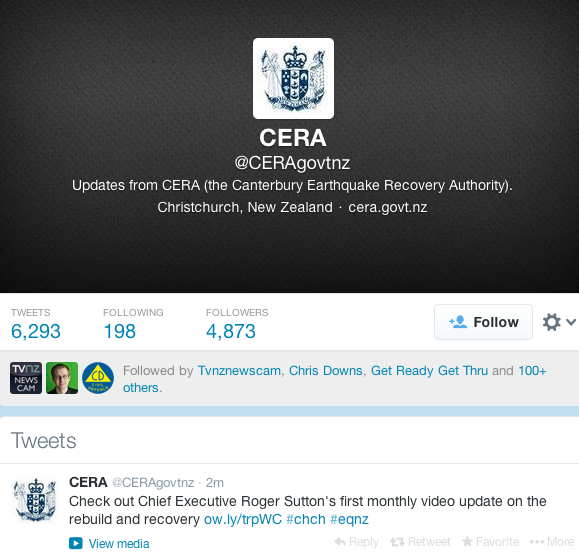 CERA
@CERAgovtnz
Updates from CERA (the Canterbury Earthquake Recovery Authority).
Christchurch, New Zealand · cera.govt.nz
TWEETS FOLLOWING FOLLOWERS
6,293 198 4,873
Follow
TVNZ
NEWS
CAM
CD
CIVIL
DEFENCE
Followed by Tvnznewscam, Chris Downs, Get Ready Get Thru and 100+
others.
Tweets
CERA @CERAgovtnz · 2m
Check out Chief Executive Roger Sutton's first monthly video update on the
rebuild and recovery ow.ly/trpWC #chch #eqnz
View media Reply Retweet Favorite More